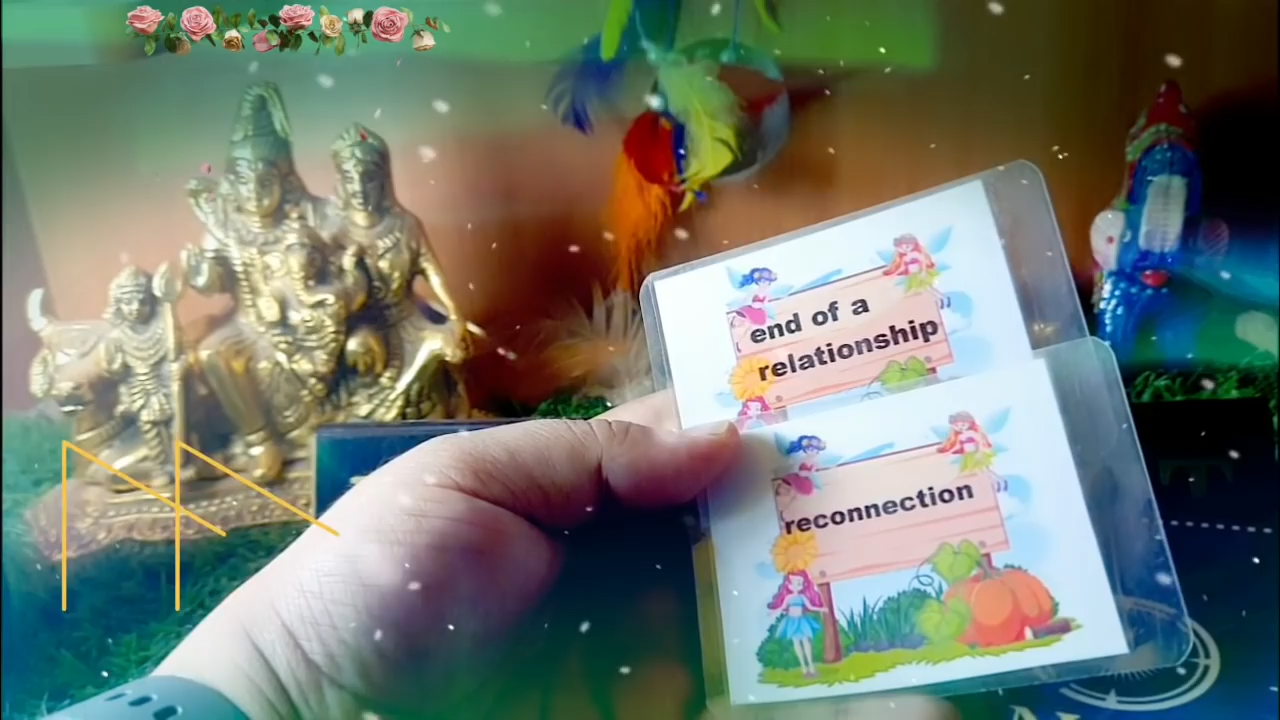 end of a
relationship
reconnection